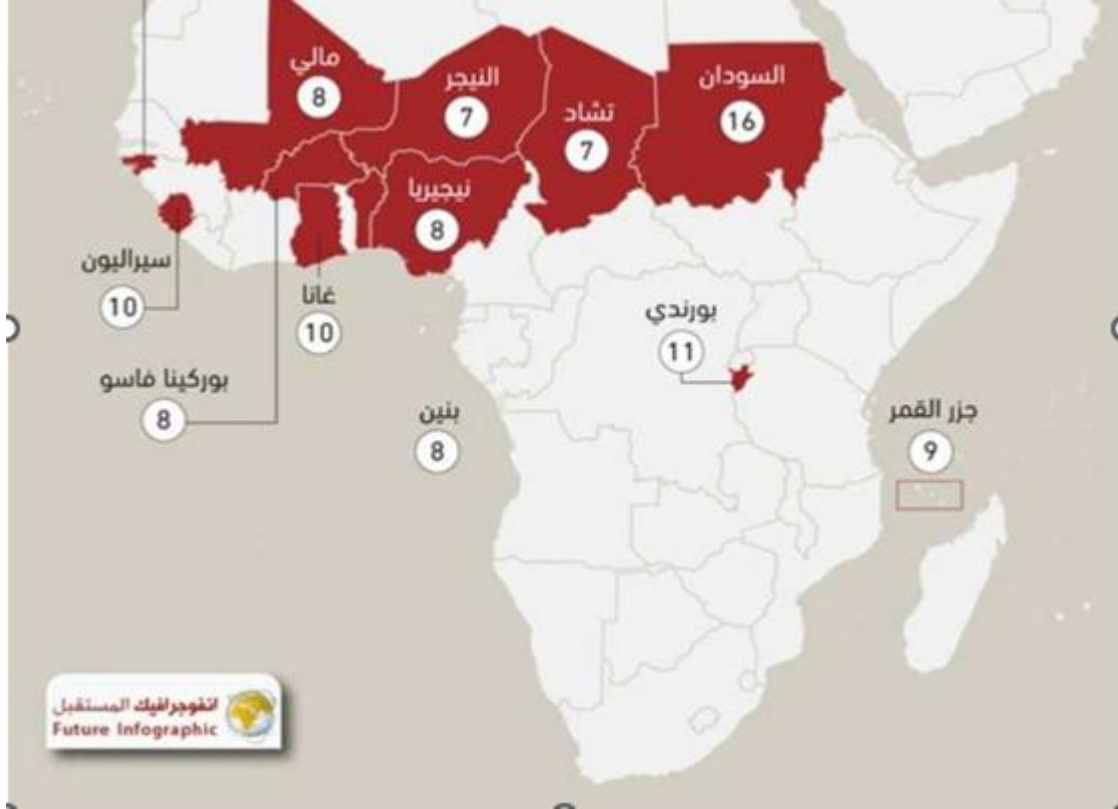 مالي
8
النيجر
7
تشاد
7
السودان
16
نيجيريا
8
سيراليون
10
غانا
10
بوركينا فاسو
8
بنين
8
بورندي
11
جزر القمر
9
انفوجرافيك المستقبل
Future Infographic